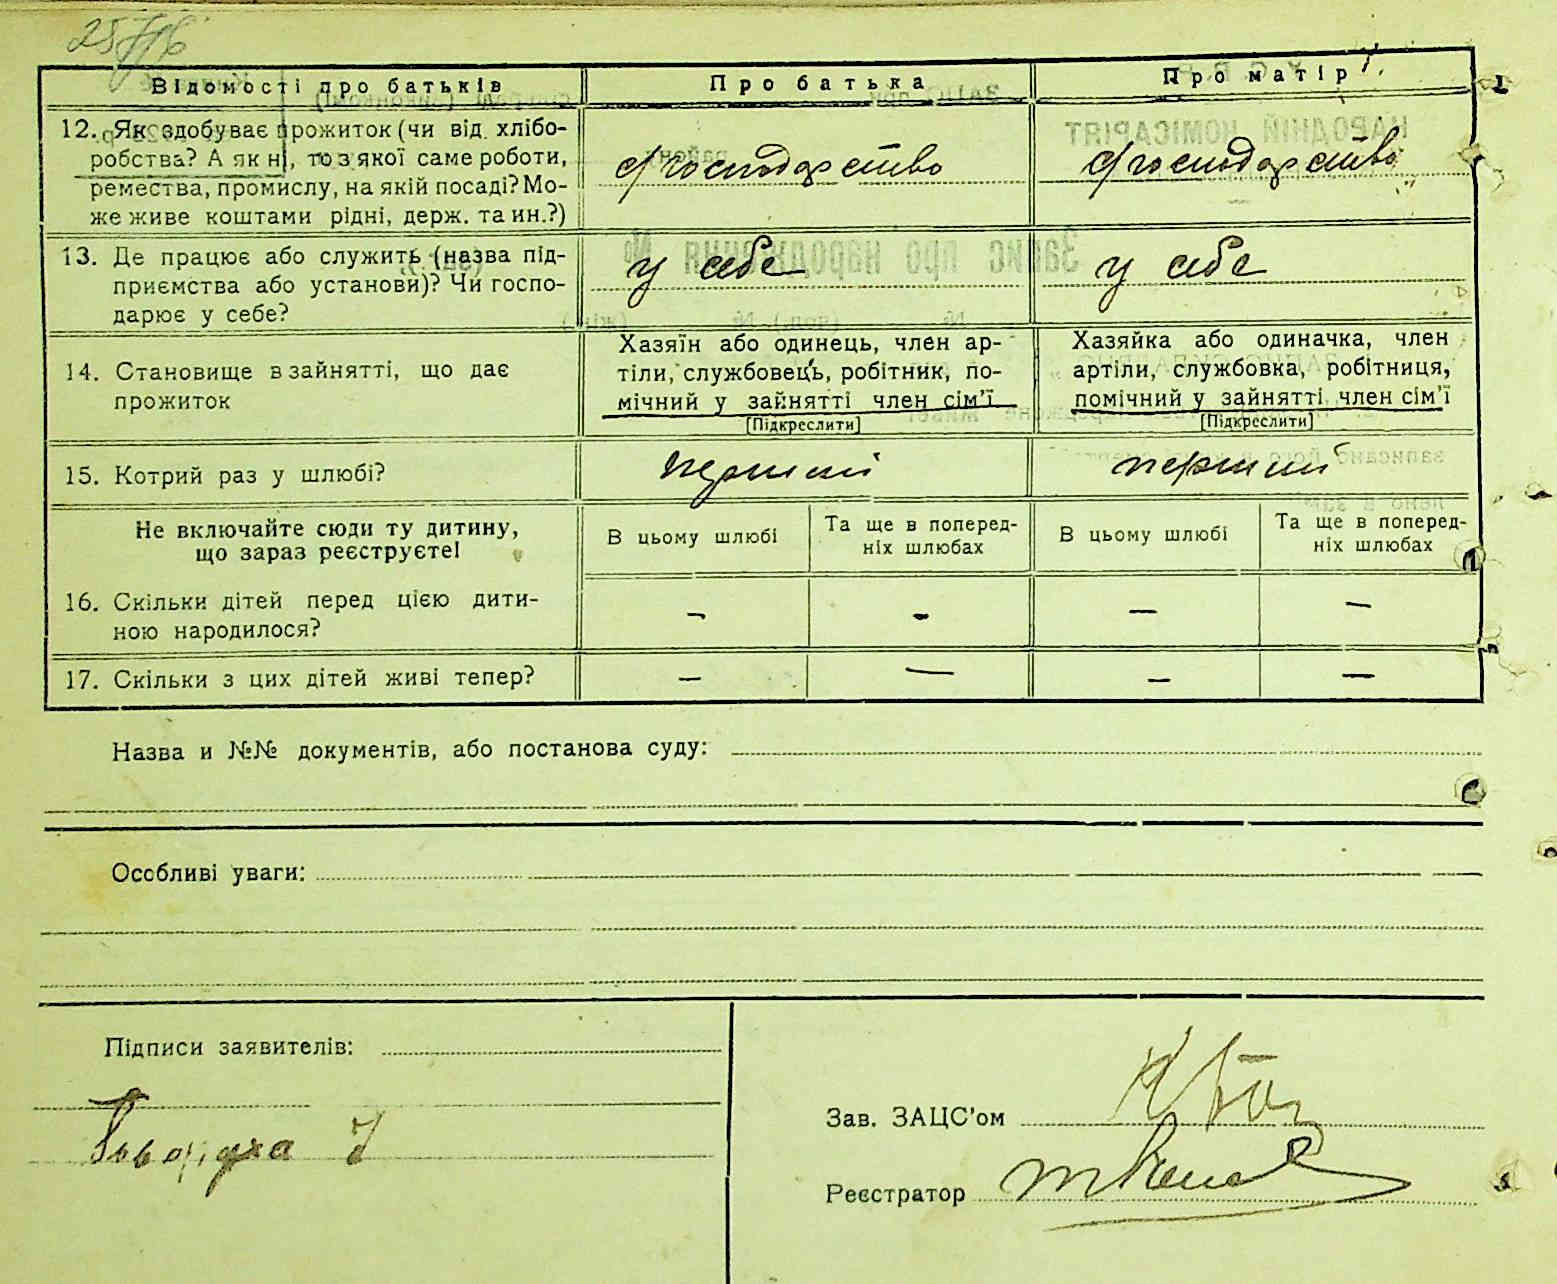 Відомості про батьків
Про батька
Про матір
12. Як здобуває прожиток (чи від хлібо-
робства? А як ні, то з якої саме роботи,
ремества, промислу, на якій посаді? Мо-
же живе коштами рідні, держ. та ин.?)
с/господарство
с/господарство
13. Де працює або служить (назва під-
приємства або установи)? Чи госпо-
дарює у себе?
у себе
у себе
14. Становище в зайнятті, що дає
прожиток
Хазяїн або одинець, член ар-
тіли, службовець, робітник, по-
мічний у зайнятті член сім'ї
[Підкреслити]
Хазяйка або одиначка, член
артіли, службовка, робітниця,
помічний у зайнятті член сім'ї
[Підкреслити]
15. Котрий раз у шлюбі?
перший
перший
Не включайте сюди ту дитину,
що зараз реєструєте!
В цьому шлюбі
Та ще в поперед-
ніх шлюбах
В цьому шлюбі
Та ще в поперед-
ніх шлюбах
16. Скільки дітей перед цією дити-
ною народилося?
– – – –
17. Скільки з цих дітей живі тепер?
– – – –
Назва и №№ документів, або постанова суду:
Особливі уваги:
Підписи заявителів:
Зав. ЗАЦС'ом
Реєстратор